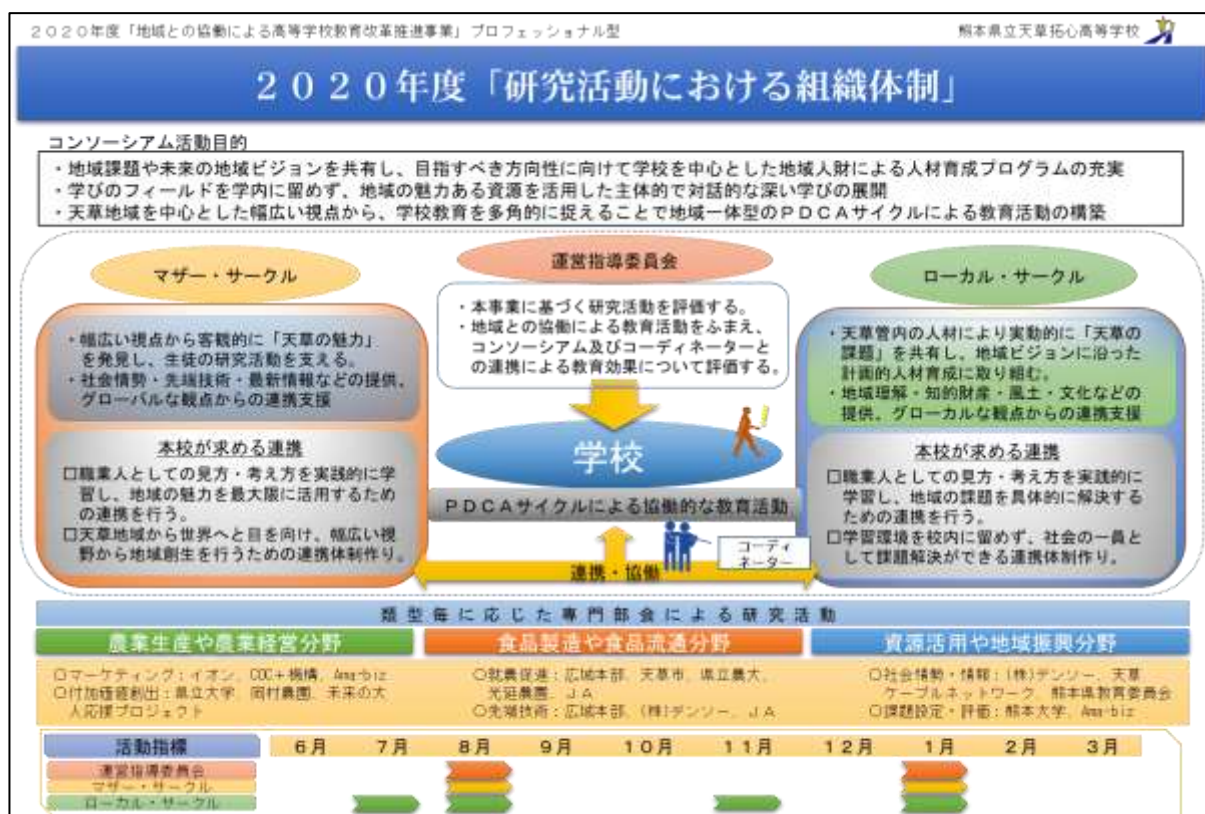 ２０２０年度「地域との協働による高等学校教育改革推進事業」プロフェッショナル型
熊本県立天草拓心高等学校
２０２０年度「研究活動における組織体制」
コンソーシアム活動目的
・地域課題や未来の地域ビジョンを共有し、目指すべき方向性に向けて学校を中心とした地域人財による人材育成プログラムの充実
・学びのフィールドを学内に留めず、地域の魅力ある資源を活用した主体的で対話的な深い学びの展開
・天草地域を中心とした幅広い視点から、学校教育を多角的に捉えることで地域一体型のＰＤＣＡサイクルによる教育活動の構築
マザー・サークル
・幅広い視点から客観的に「天草の魅力」
を発見し、生徒の研究活動を支える。
・社会情勢・先端技術・最新情報などの提供、
グローバルな観点からの連携支援
本校が求める連携
□職業人としての見方・考え方を実践的に学
習し、地域の魅力を最大限に活用するため
の連携を行う。
□天草地域から世界へと目を向け、幅広い視
野から地域創生を行うための連携体制作り。
運営指導委員会
・本事業に基づく研究活動を評価する。
・地域との協働による教育活動をふまえ、
コンソーシアム及びコーディネーターと
の連携による教育効果について評価する。
学校
ＰＤＣＡサイクルによる協働的な教育活動
コーディ
ネーター
連携・協働
ローカル・サークル
・天草管内の人材により実動的に「天草の
課題」を共有し、地域ビジョンに沿った
計画的人材育成に取り組む。
・地域理解・知的財産・風土・文化などの
提供、グローカルな観点からの連携支援
本校が求める連携
□職業人としての見方・考え方を実践的に
学習し、地域の課題を具体的に解決する
ための連携を行う。
□学習環境を校内に留めず、社会の一員と
して課題解決ができる連携体制作り。
類型毎に応じた専門部会による研究活動
農業生産や農業経営分野
○マーケティング：イオン、COC+機構、Ama-biz
○付加価値創出：県立大学、岡村農園、未来の大
人応援プロジェクト
食品製造や食品流通分野
○就農促進：広域本部、天草市、県立農大、
光延農園、ＪＡ
○先端技術：広域本部、(株)デンソー、ＪＡ
資源活用や地域振興分野
○社会情勢・情報：(株)デンソー、天草
ケーブルネットワーク、熊本県教育委員会
○課題設定・評価：熊本大学、Ama-biz
活動指標 ６月 ７月 ８月 ９月 １０月 １１月 １２月 １月 ２月 ３月
運営指導委員会
マザー・サークル
ローカル・サークル